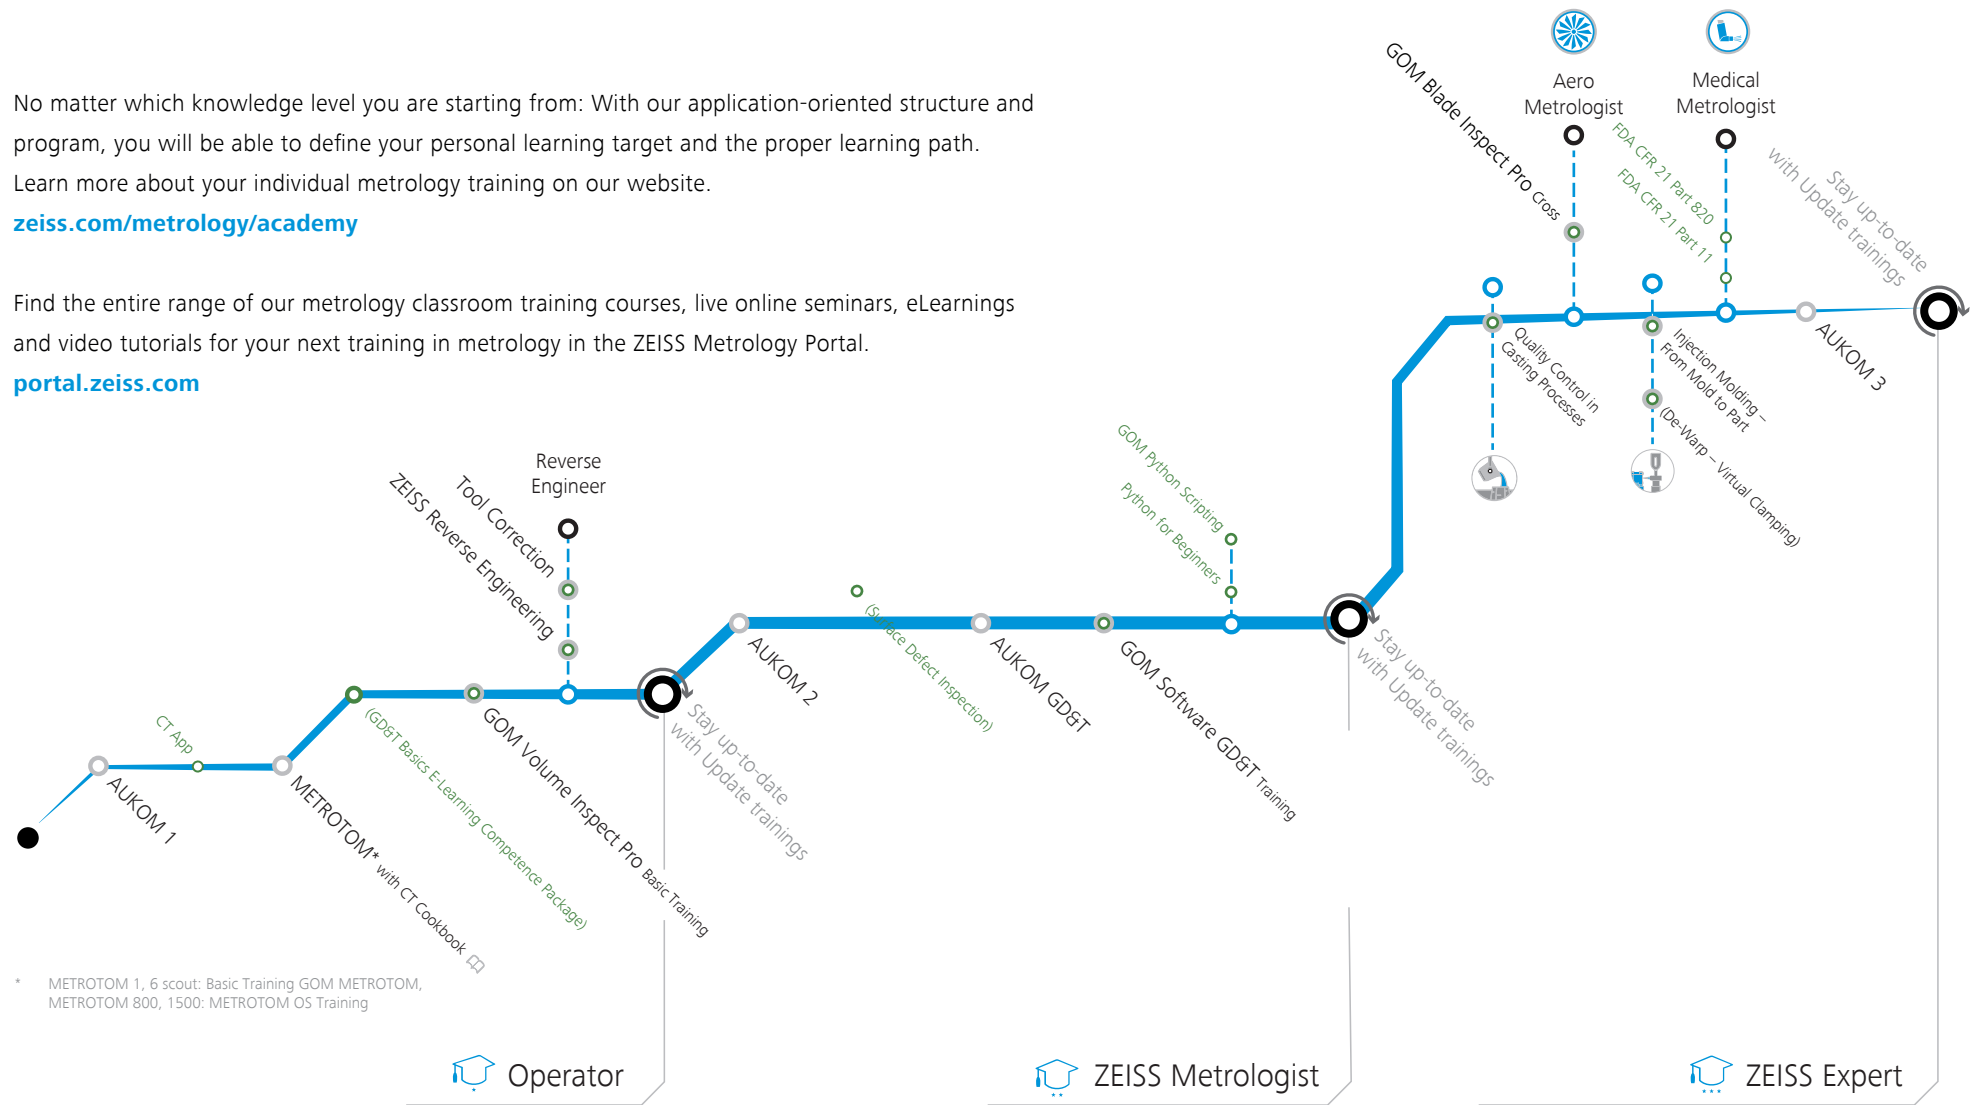 No matter which knowledge level you are starting from: With our application-oriented structure and
program, you will be able to define your personal learning target and the proper learning path.
Learn more about your individual metrology training on our website.
zeiss.com/metrology/academy
Find the entire range of our metrology classroom training courses, live online seminars, eLearnings
and video tutorials for your next training in metrology in the ZEISS Metrology Portal.
portal.zeiss.com
Aero
Metrologist
Medical
Metrologist
GOM Blade Inspect Pro Cross
FDA CFR 21 Part 820
FDA CFR 21 Part 11
Stay up-to-date
with Update trainings
Quality Control in
Casting Processes
Injection Molding –
From Mold to Part
(De-Warp – Virtual Clamping)
AUKOM 3
Reverse
Engineer
Tool Correction
ZEISS Reverse Engineering
GOM Python Scripting
Python for Beginners
CT App
AUKOM 1
METROTOM* with CT Cookbook
(GD&T Basics E-Learning Competence Package)
GOM Volume Inspect Pro Basic Training
Stay up-to-date
with Update trainings
AUKOM 2
(Surface Defect Inspection)
AUKOM GD&T
GOM Software GD&T Training
Stay up-to-date
with Update trainings
* METROTOM 1, 6 scout: Basic Training GOM METROTOM,
METROTOM 800, 1500: METROTOM OS Training
Operator
ZEISS Metrologist
ZEISS Expert